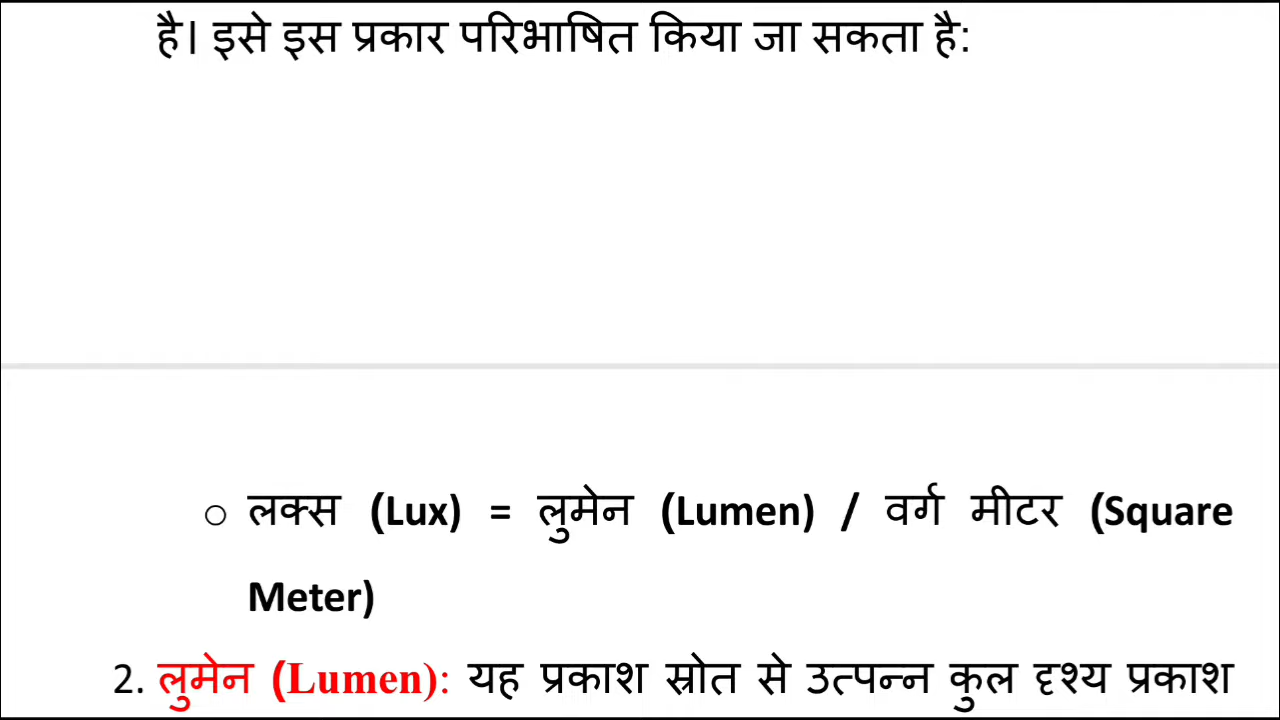 है। इसे इस प्रकार परिभाषित किया जा सकता है:
○ लक्स (Lux) = लुमेन (Lumen) / वर्ग मीटर (Square
Meter)
2. लुमेन (Lumen): यह प्रकाश स्रोत से उत्पन्न कुल दृश्य प्रकाश